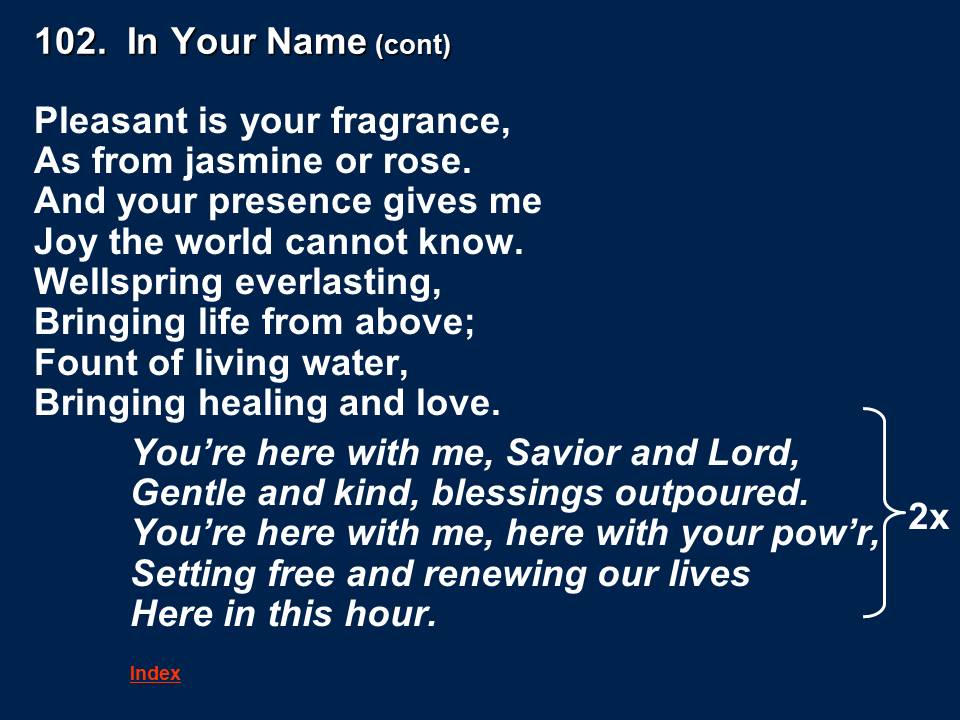 102.  In Your Name (cont)
Pleasant is your fragrance,
As from jasmine or rose.
And your presence gives me
Joy the world cannot know.
Wellspring everlasting,
Bringing life from above;
Fount of living water,
Bringing healing and love.
You’re here with me, Savior and Lord,
Gentle and kind, blessings outpoured.
You’re here with me, here with your pow’r,
Setting free and renewing our lives
Here in this hour.
2x
Index